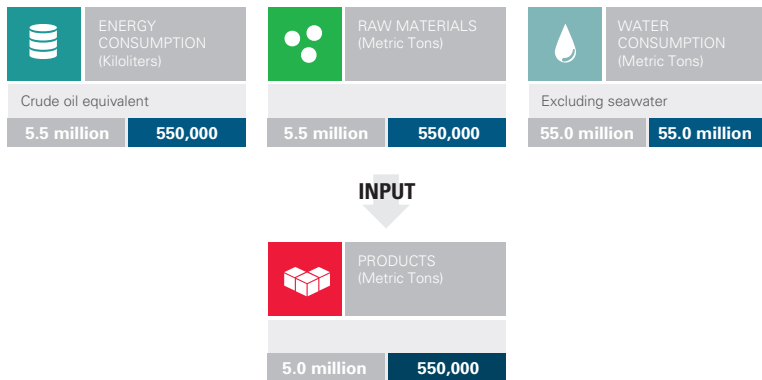 ENERGY
CONSUMPTION
(Kiloliters)
Crude oil equivalent
5.5 million 550,000
RAW MATERIALS
(Metric Tons)
5.5 million 550,000
WATER
CONSUMPTION
(Metric Tons)
Excluding seawater
55.0 million 55.0 million
INPUT
PRODUCTS
(Metric Tons)
5.0 million 550,000